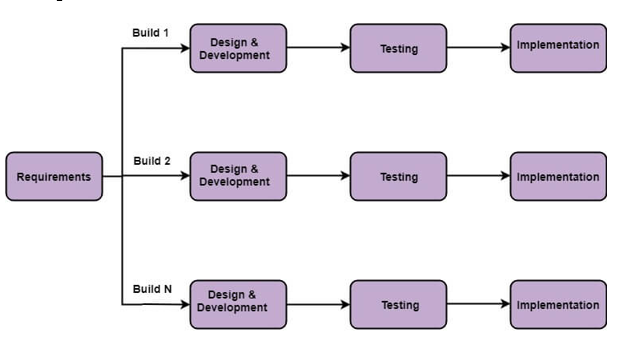 Build 1
Design &
Development
Testing
Implementation
Requirements
Build 2
Design &
Development
Testing
Implementation
Build N
Design &
Development
Testing
Implementation